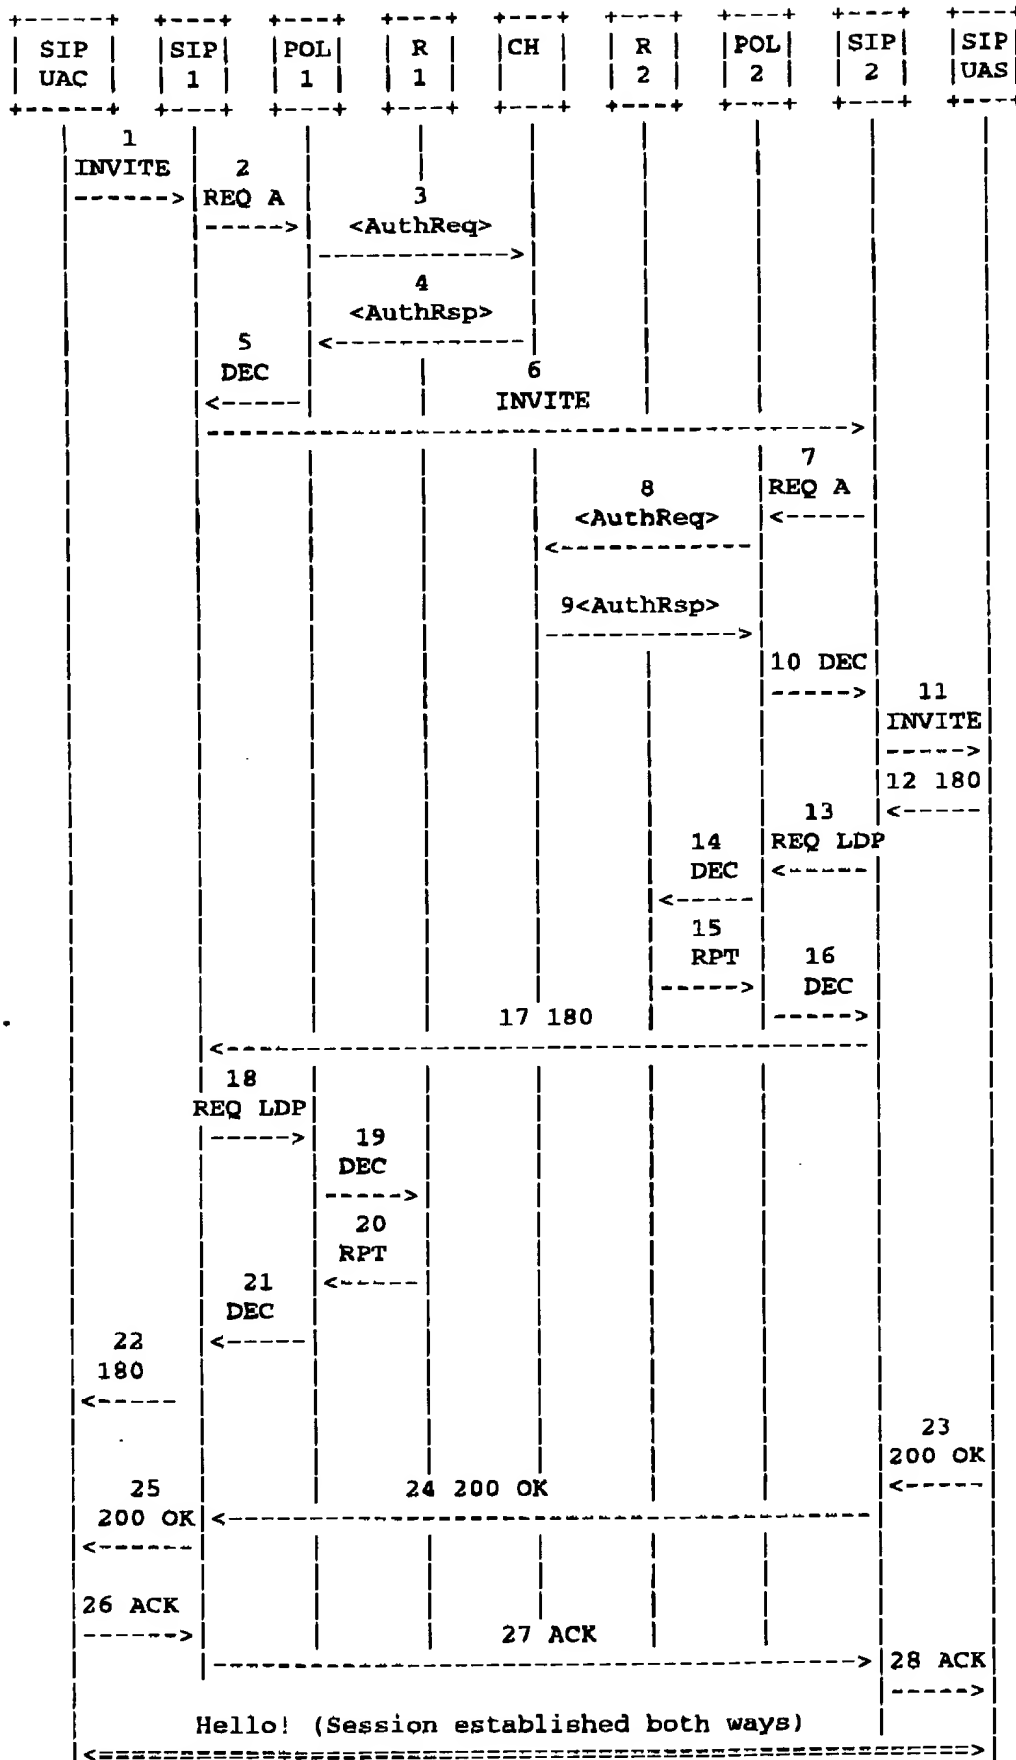 SIP UAC
SIP 1
POL 1
R 1
CH
R 2
POL 2
SIP 2
SIP UAS
1
INVITE
2
REQ A
3
<AuthReq>
4
<AuthRsp>
5
DEC
6
INVITE
7
REQ A
8
<AuthReq>
9<AuthRsp>
10 DEC
11
INVITE
12 180
13
REQ LDP
14
DEC
15
RPT
16
DEC
17 180
18
REQ LDP
19
DEC
20
RPT
21
DEC
22
180
23
200 OK
24 200 OK
25
200 OK
26 ACK
27 ACK
28 ACK
Hello! (Session established both ways)